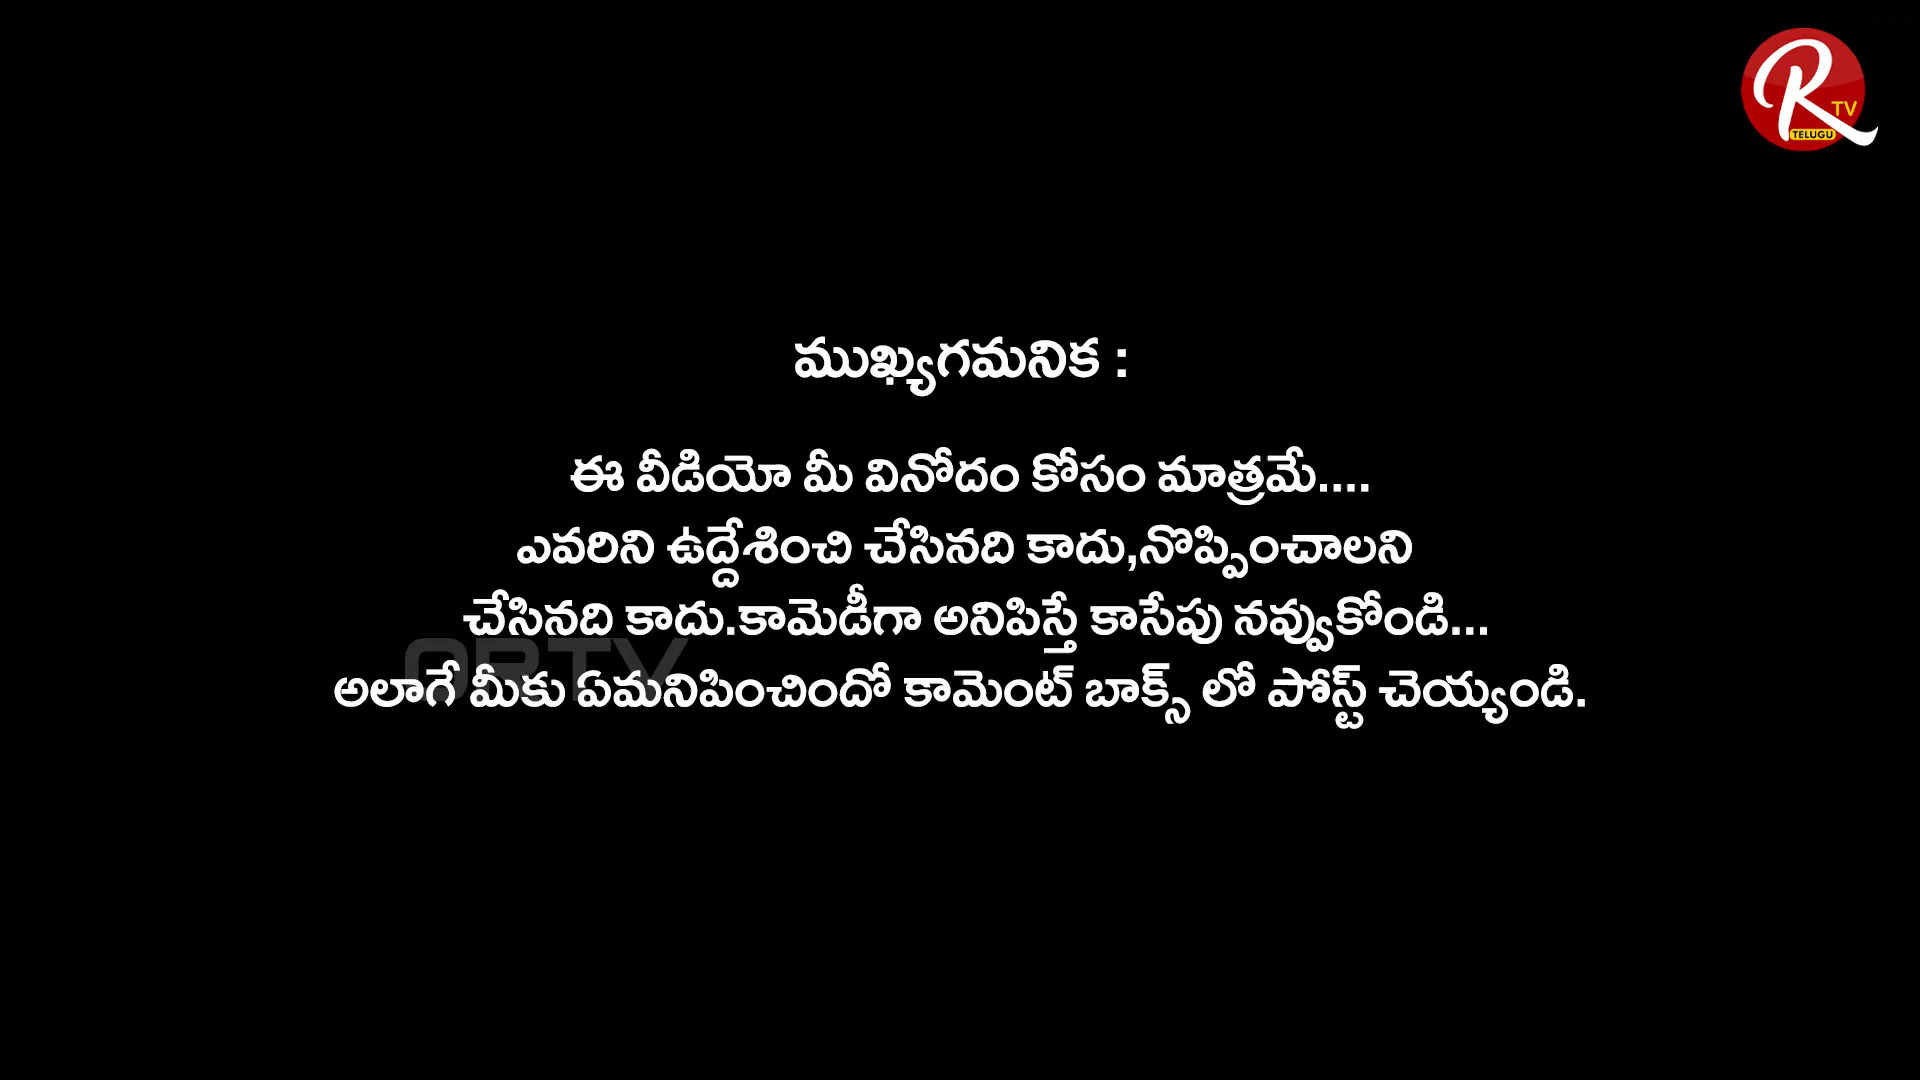 R TV
TELUGU
ముఖ్యగమనిక :
ఈ వీడియో మీ వినోదం కోసం మాత్రమే....
ఎవరిని ఉద్దేశించి చేసినది కాదు,నొప్పించాలని
చేసినది కాదు.కామెడీగా అనిపిస్తే కాసేపు నవ్వుకోండి...
అలాగే మీకు ఏమనిపించిందో కామెంట్ బాక్స్ లో పోస్ట్ చెయ్యండి.